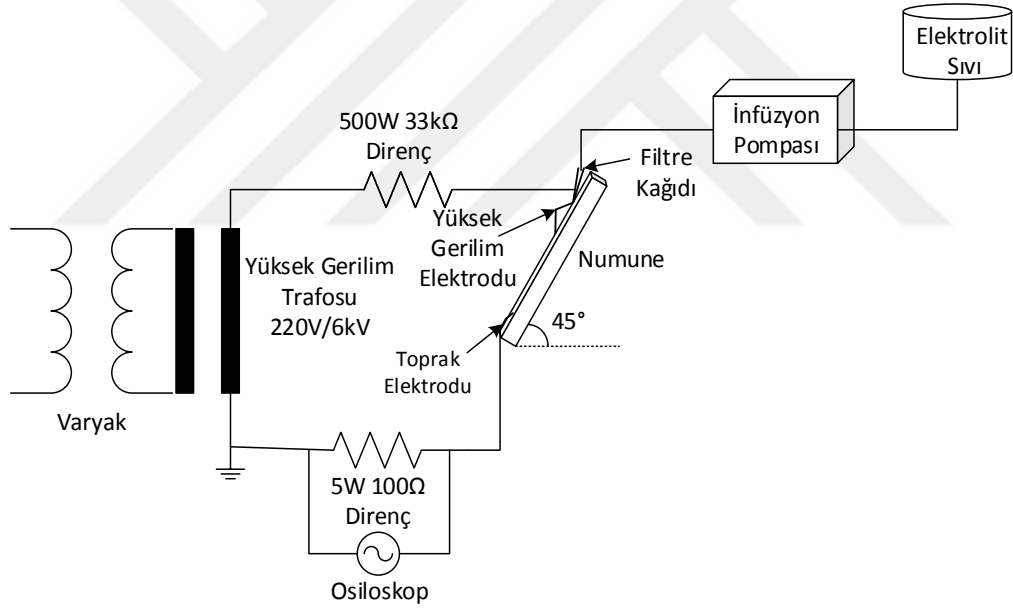 Elektrolit
Sıvı
İnfüzyon
Pompası
500W 33kΩ
Direnç
Filtre
Kağıdı
Yüksek
Gerilim
Elektrodu
Numune
Yüksek Gerilim
Trafosu
220V/6kV
45°
Toprak
Elektrodu
Varyak
5W 100Ω
Direnç
Osiloskop